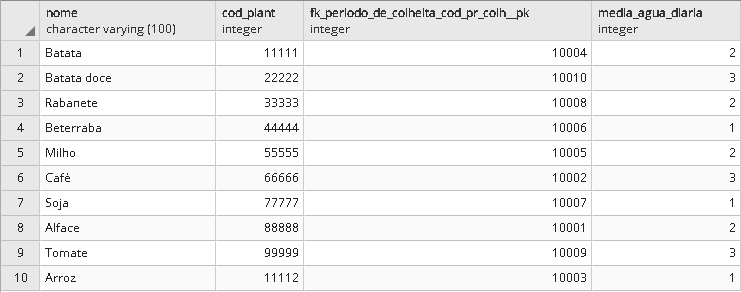 nome cod_plant fk_periodo_de_colheita_cod_pr_colh__pk media_agua_diaria
character varying (100) integer integer integer
1 Batata 11111 10004 2
2 Batata doce 22222 10010 3
3 Rabanete 33333 10008 2
4 Beterraba 44444 10006 1
5 Milho 55555 10005 2
6 Café 66666 10002 3
7 Soja 77777 10007 1
8 Alface 88888 10001 2
9 Tomate 99999 10009 3
10 Arroz 11112 10003 1